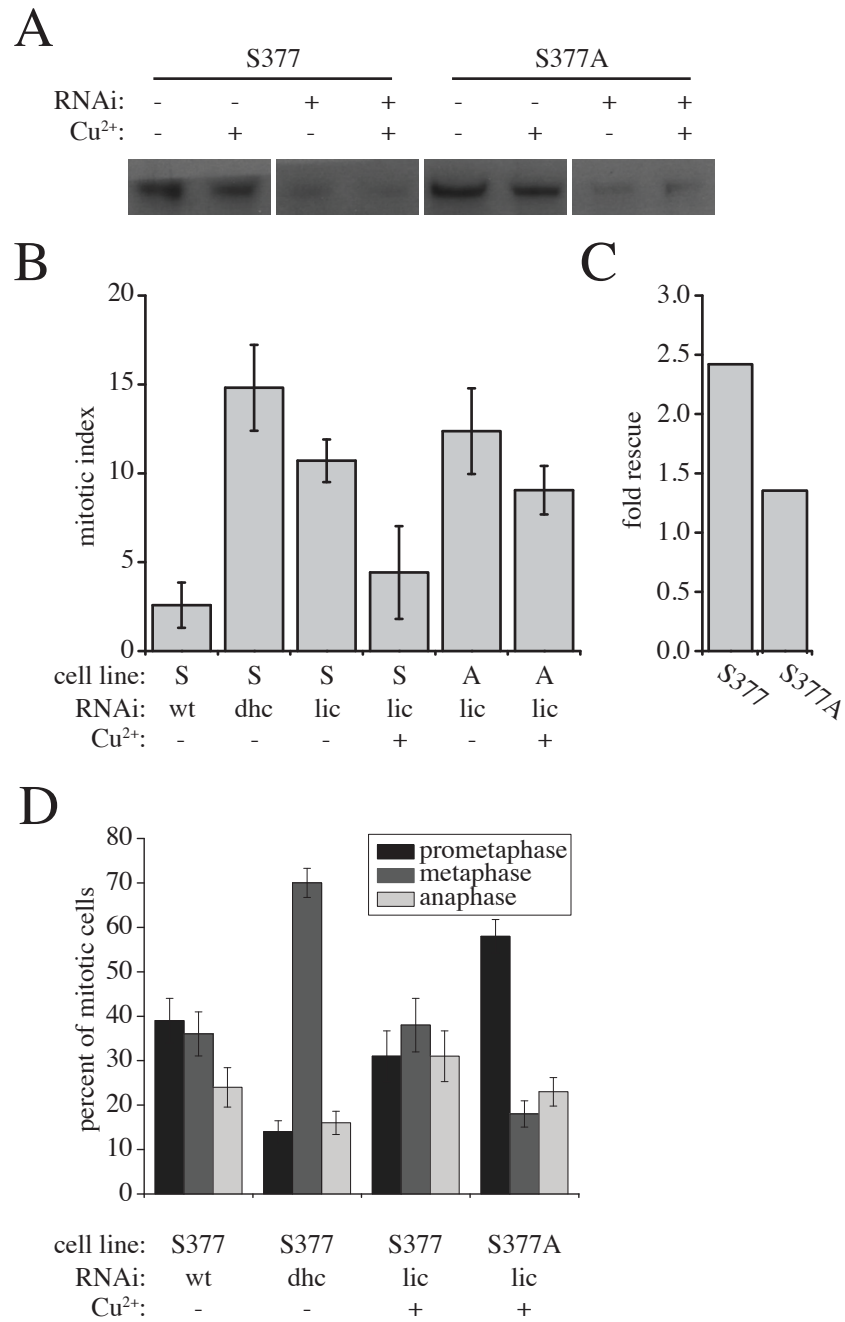 A
S377 S377A
RNAi: - - + + - - + +
Cu²⁺: - + - + - + - +
B
20
15
10
5
0
mitotic index
cell line: S S S S A A
RNAi: wt dhc lic lic lic lic
Cu²⁺: - - - + - +
C
3.0
2.5
2.0
1.5
1.0
0.5
0.0
fold rescue
S377
S377A
D
80
70
60
50
40
30
20
10
0
percent of mitotic cells
prometaphase
metaphase
anaphase
cell line: S377 S377 S377 S377A
RNAi: wt dhc lic lic
Cu²⁺: - - + +